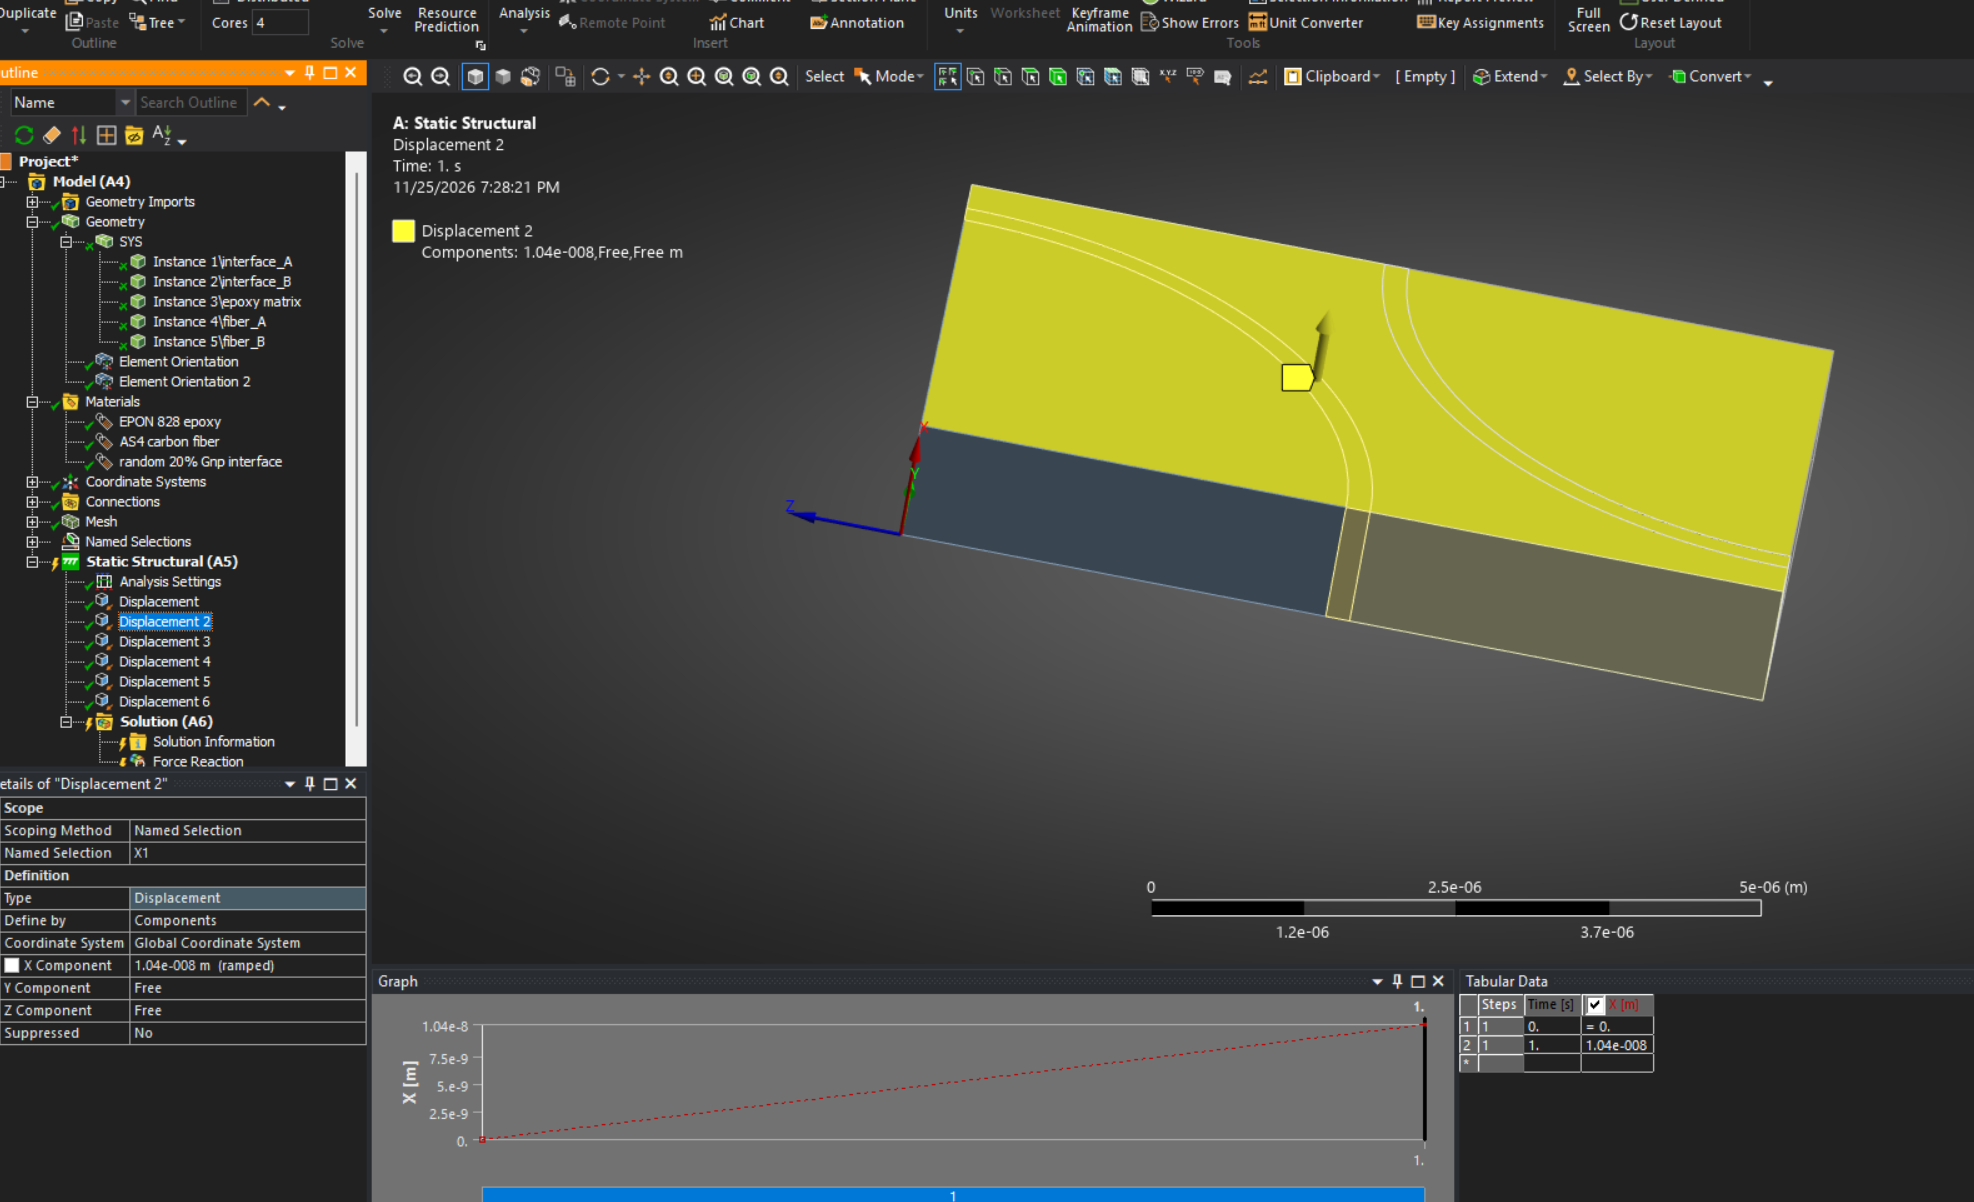 Duplicate
Paste
Tree
Outline
Cores 4
Solve
Resource
Prediction
Solve
Analysis
Remote Point
Chart
Annotation
Insert
Units
Worksheet
Keyframe
Animation
Show Errors
Unit Converter
Key Assignments
Tools
Full
Screen
Reset Layout
Layout
utline
Name
Search Outline
Select
Mode
Clipboard
[ Empty ]
Extend
Select By
Convert
Project*
Model (A4)
Geometry Imports
Geometry
SYS
Instance 1\interface_A
Instance 2\interface_B
Instance 3\epoxy matrix
Instance 4\fiber_A
Instance 5\fiber_B
Element Orientation
Element Orientation 2
Materials
EPON 828 epoxy
AS4 carbon fiber
random 20% Gnp interface
Coordinate Systems
Connections
Mesh
Named Selections
Static Structural (A5)
Analysis Settings
Displacement
Displacement 2
Displacement 3
Displacement 4
Displacement 5
Displacement 6
Solution (A6)
Solution Information
Force Reaction
A: Static Structural
Displacement 2
Time: 1. s
11/25/2026 7:28:21 PM
Displacement 2
Components: 1.04e-008,Free,Free m
X
Y
Z
0
2.5e-06
5e-06 (m)
1.2e-06
3.7e-06
etails of "Displacement 2"
Scope
Scoping Method Named Selection
Named Selection X1
Definition
Type Displacement
Define by Components
Coordinate System Global Coordinate System
X Component 1.04e-008 m (ramped)
Y Component Free
Z Component Free
Suppressed No
Graph
1.
1.04e-8
7.5e-9
5.e-9
2.5e-9
0.
X [m]
1.
1
Tabular Data
Steps Time [s] X [m]
1 1 0. = 0.
2 1 1. 1.04e-008
*